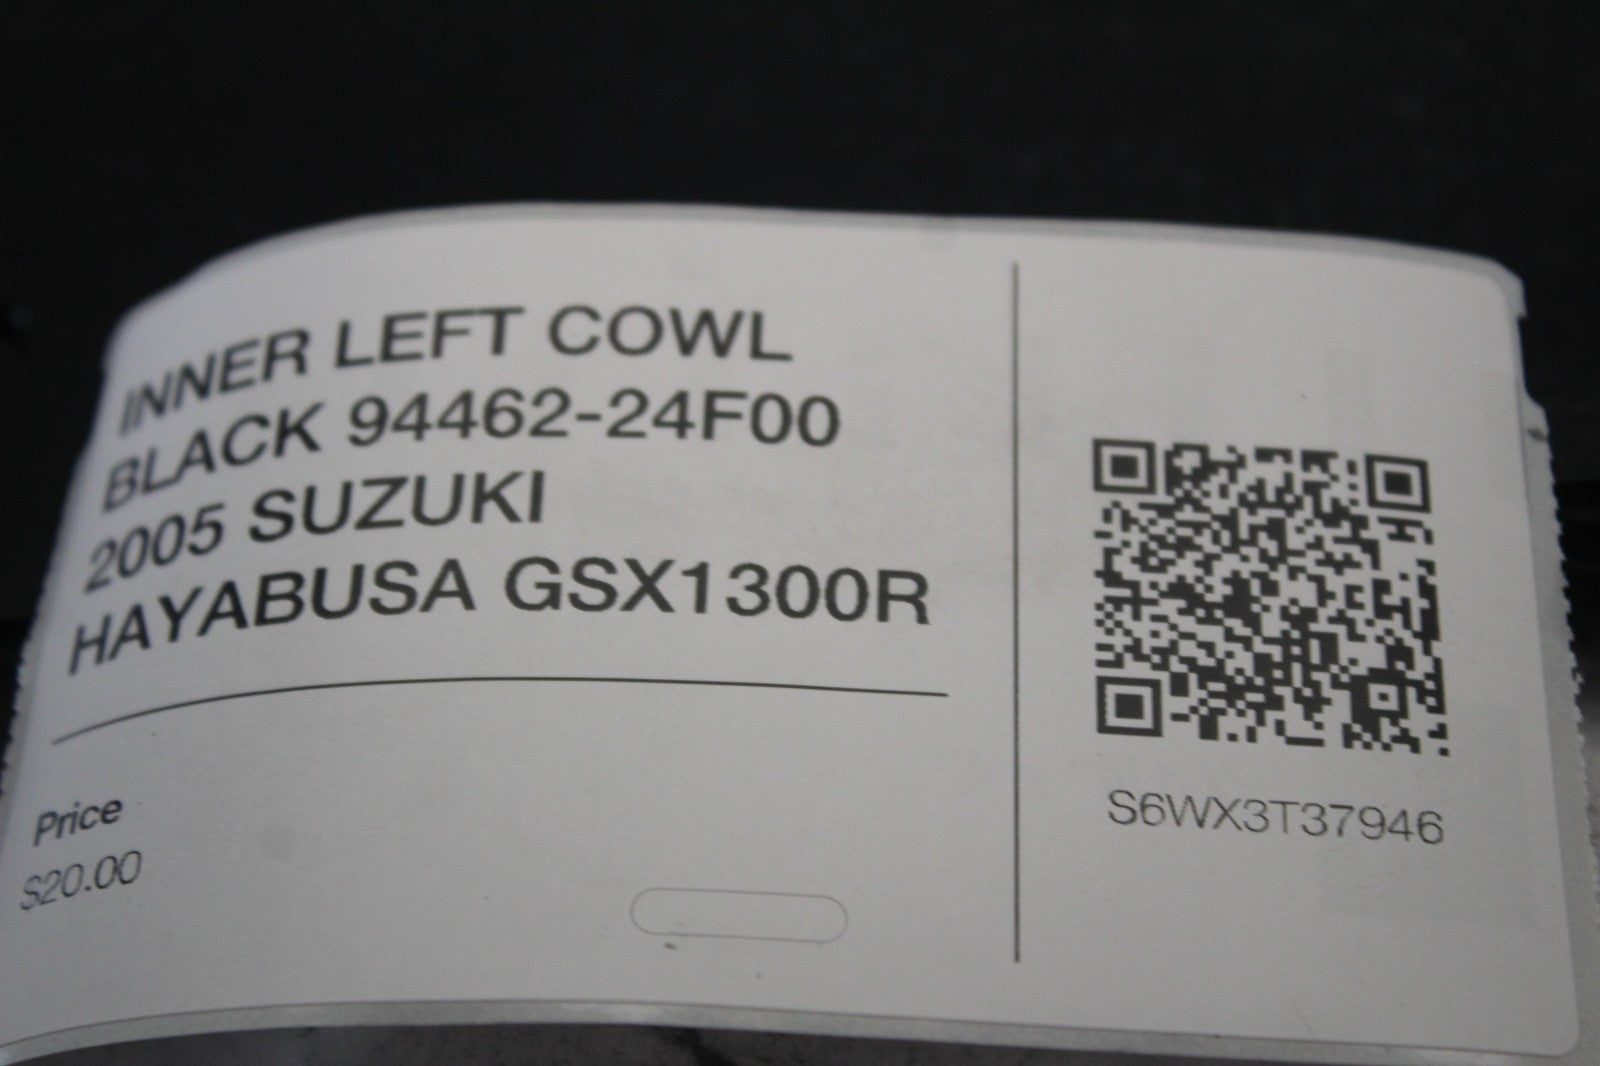 INNER LEFT COWL
BLACK 94462-24F00
2005 SUZUKI
HAYABUSA GSX1300R
Price
$20.00
S6WX3T37946